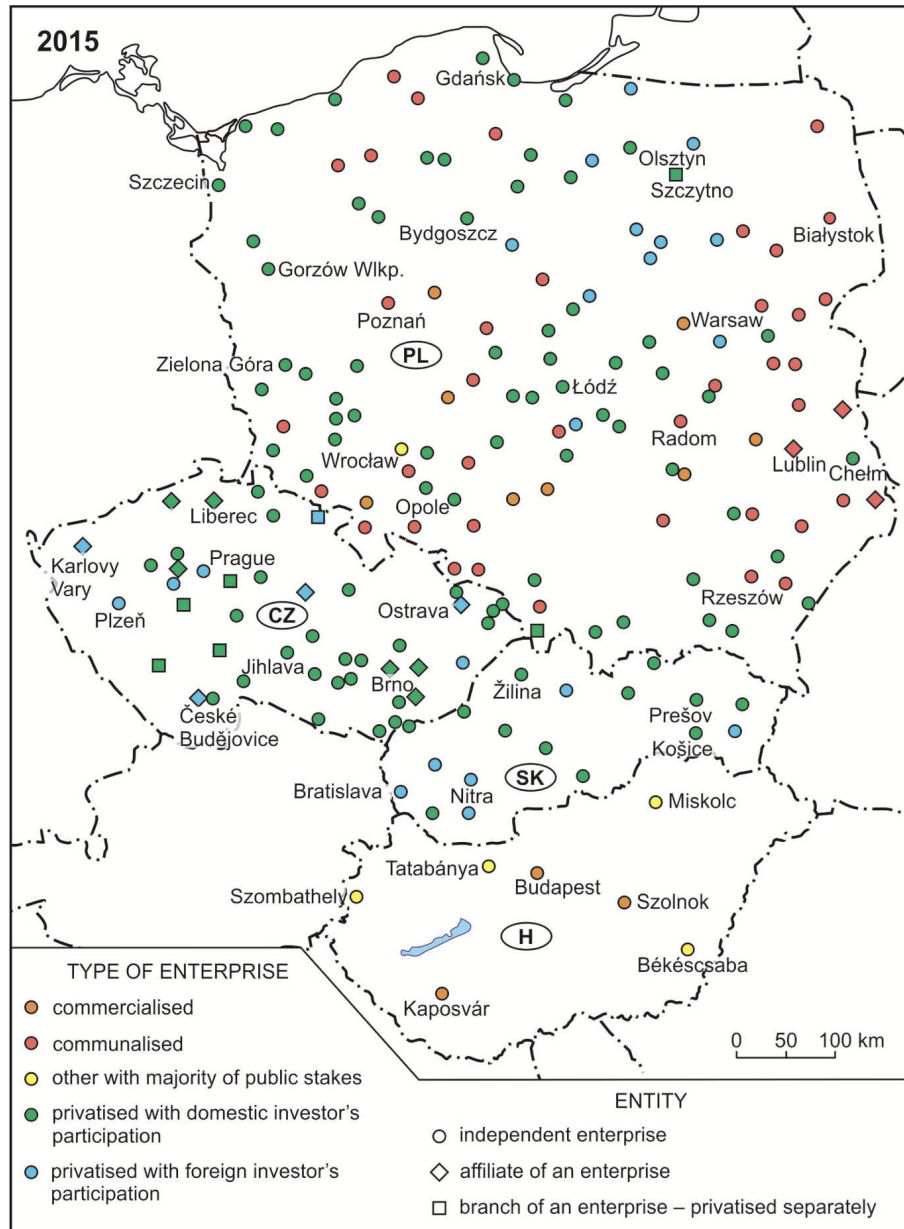 2015
Gdańsk
Olsztyn
Szczytno
Szczecin
Bydgoszcz
Białystok
Gorzów Wlkp.
Poznań
Warsaw
PL
Zielona Góra
Łódź
Radom
Wrocław
Lublin
Chełm
Opole
Liberec
Karlovy
Vary
Prague
Rzeszów
Plzeň
CZ
Ostrava
Jihlava
Brno
Žilina
České
Budějovice
Prešov
Košice
SK
Bratislava
Nitra
Miskolc
Tatabánya
Budapest
Szombathely
Szolnok
H
Békéscsaba
Kaposvár
0 50 100 km
TYPE OF ENTERPRISE
commercialised
communalised
other with majority of public stakes
privatised with domestic investor's
participation
privatised with foreign investor's
participation
ENTITY
independent enterprise
affiliate of an enterprise
branch of an enterprise – privatised separately